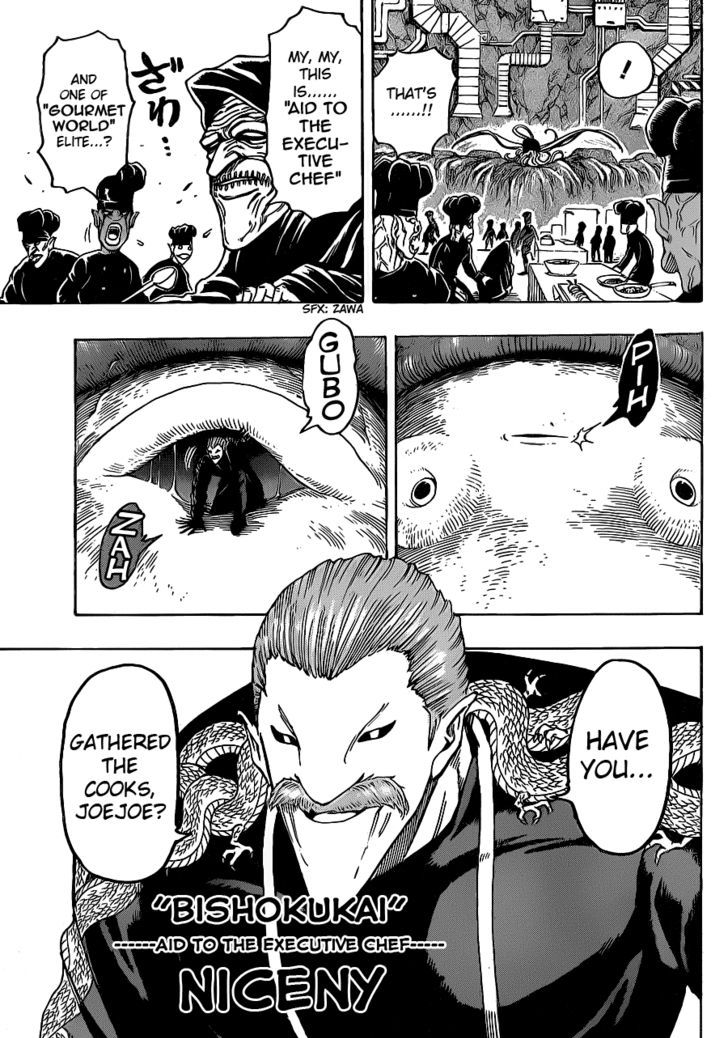 !
THAT'S
......!!
MY, MY,
THIS
IS......
"AID TO
THE
EXECU-
TIVE
CHEF"
ざわ...
AND
ONE OF
"GOURMET
WORLD"
ELITE...?
SFX: ZAWA
PIH
GUBO
ZAH
HAVE
YOU...
GATHERED
THE
COOKS,
JOEJOE?
"BISHOKUKAI"
------AID TO THE EXECUTIVE CHEF-----
NICENY